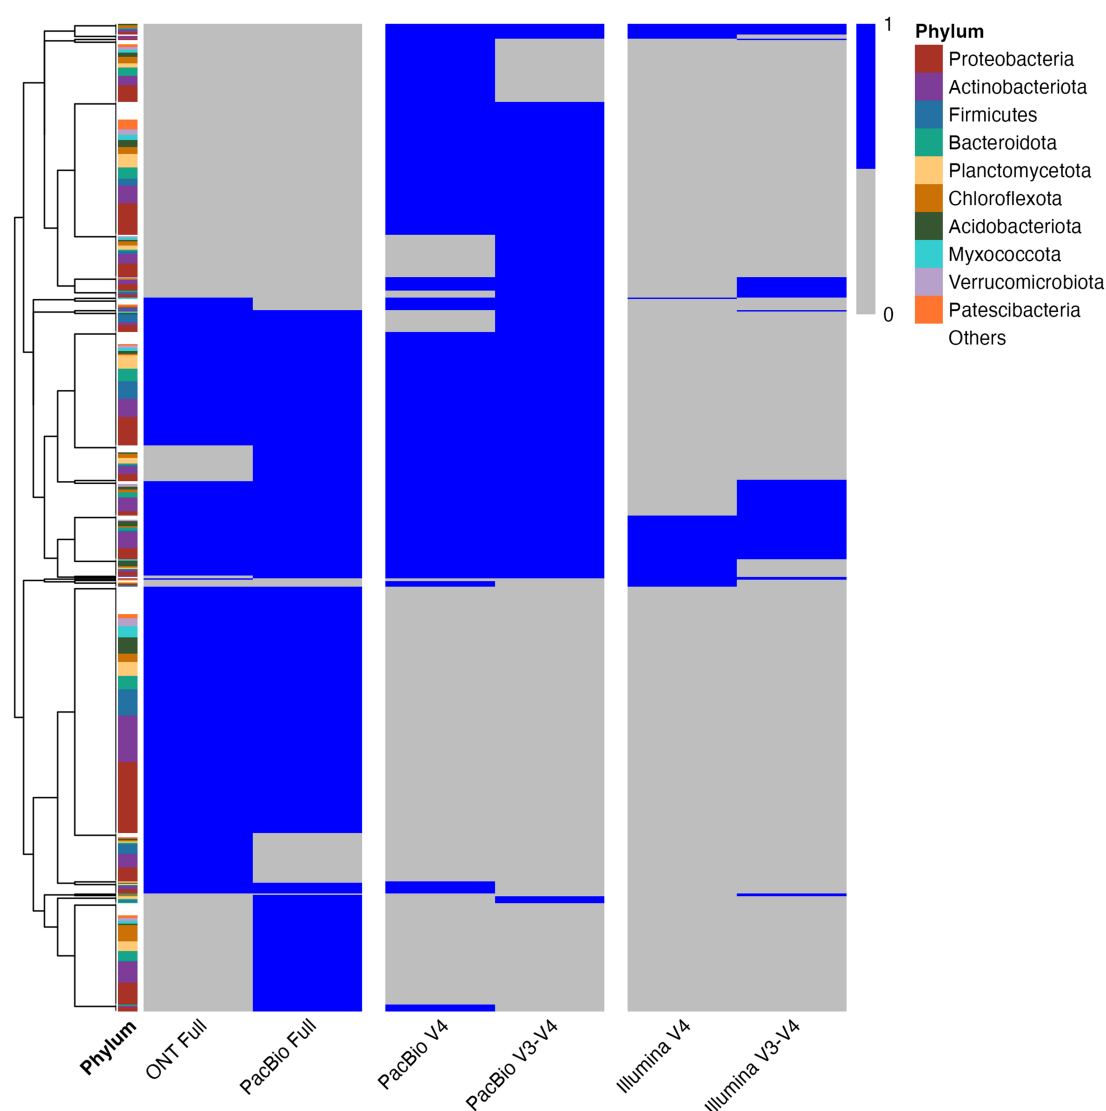 1
0
Phylum
Proteobacteria
Actinobacteriota
Firmicutes
Bacteroidota
Planctomycetota
Chloroflexota
Acidobacteriota
Myxococcota
Verrucomicrobiota
Patescibacteria
Others
Phylum
ONT Full
PacBio Full
PacBio V4
PacBio V3-V4
Illumina V4
Illumina V3-V4